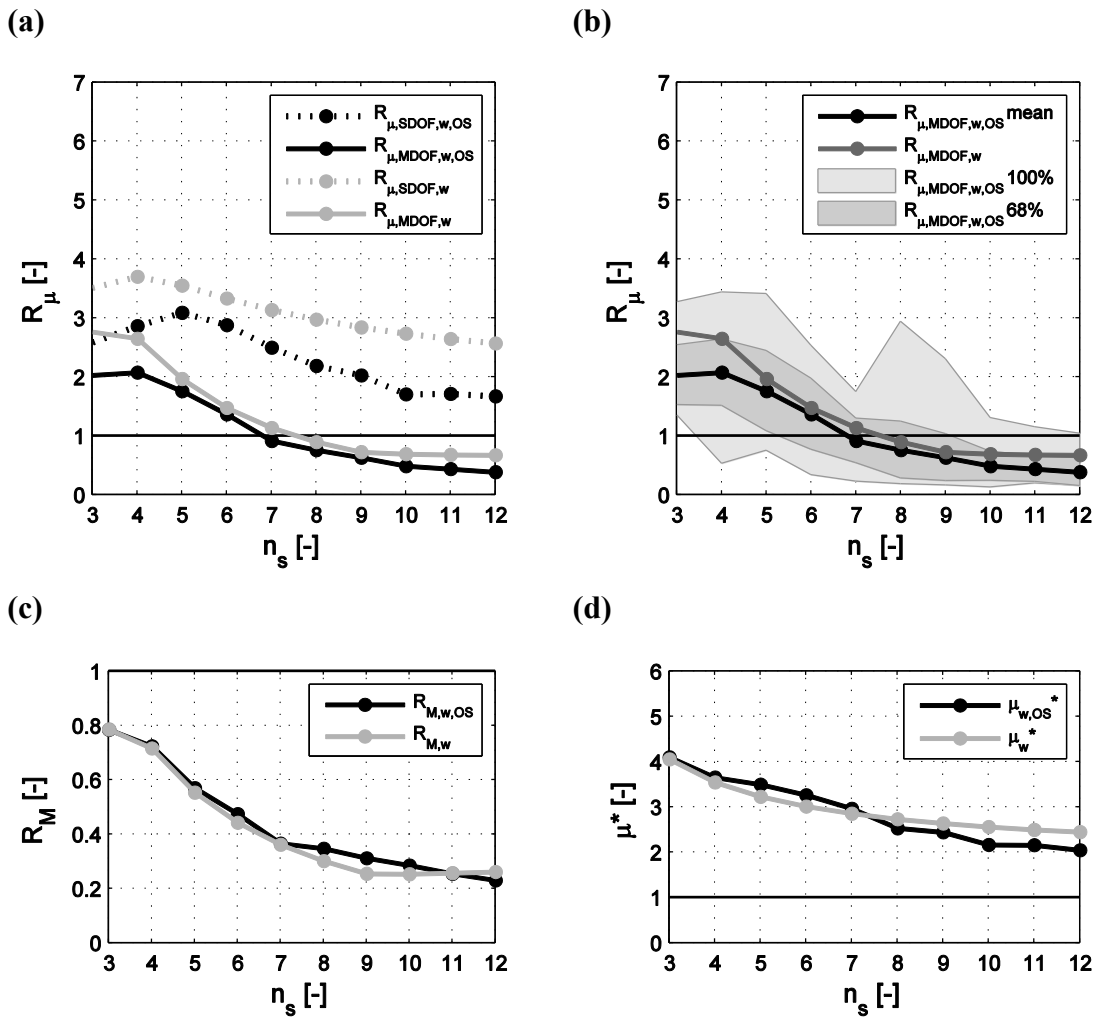 (a)
7
6
5
4
3
2
1
0
R_μ [-]
R_μ,SDOF,w,OS
R_μ,MDOF,w,OS
R_μ,SDOF,w
R_μ,MDOF,w
3 4 5 6 7 8 9 10 11 12
n_s [-]
(b)
7
6
5
4
3
2
1
0
R_μ [-]
R_μ,MDOF,w,OS mean
R_μ,MDOF,w
R_μ,MDOF,w,OS 100%
R_μ,MDOF,w,OS 68%
3 4 5 6 7 8 9 10 11 12
n_s [-]
(c)
1
0.8
0.6
0.4
0.2
0
R_M [-]
R_M,w,OS
R_M,w
3 4 5 6 7 8 9 10 11 12
n_s [-]
(d)
6
5
4
3
2
1
0
μ* [-]
μ_w,OS*
μ_w*
3 4 5 6 7 8 9 10 11 12
n_s [-]